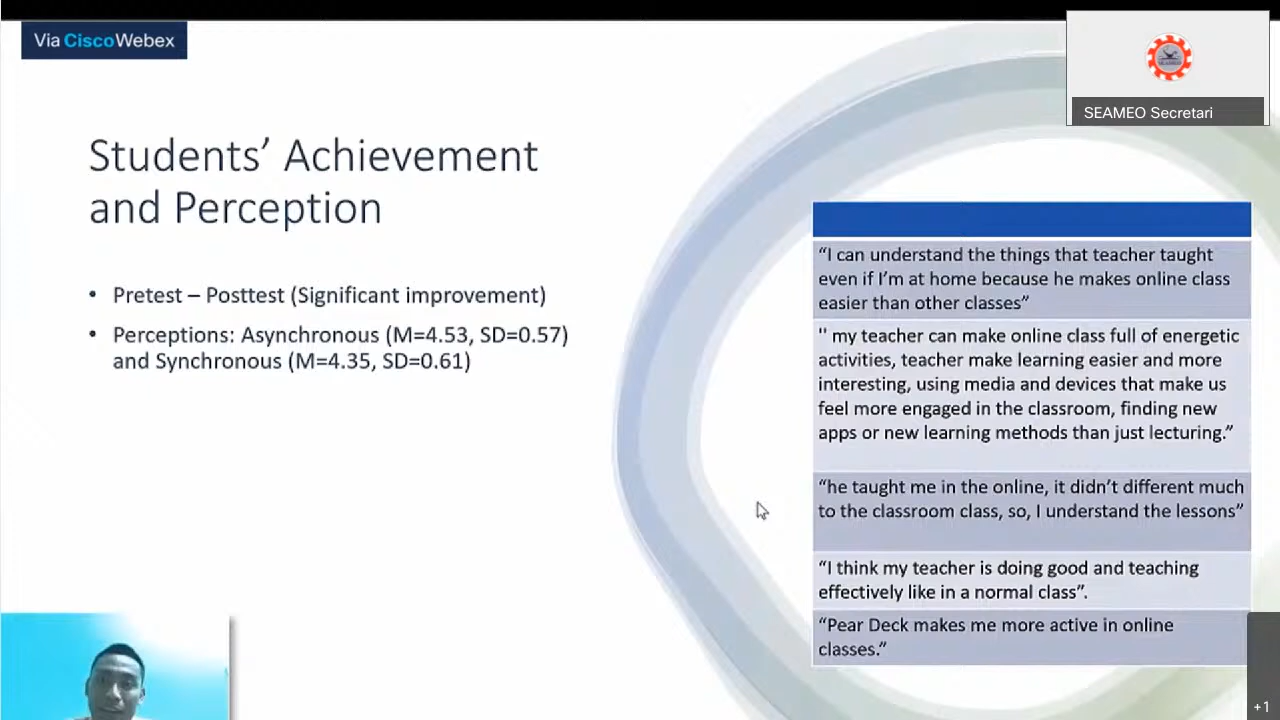 Via CiscoWebex
SEAMEO Secretari
Students’ Achievement
and Perception
• Pretest – Posttest (Significant improvement)
• Perceptions: Asynchronous (M=4.53, SD=0.57)
and Synchronous (M=4.35, SD=0.61)
“I can understand the things that teacher taught
even if I’m at home because he makes online class
easier than other classes”
'' my teacher can make online class full of energetic
activities, teacher make learning easier and more
interesting, using media and devices that make us
feel more engaged in the classroom, finding new
apps or new learning methods than just lecturing.”
“he taught me in the online, it didn’t different much
to the classroom class, so, I understand the lessons”
“I think my teacher is doing good and teaching
effectively like in a normal class”.
“Pear Deck makes me more active in online
classes.”
+1